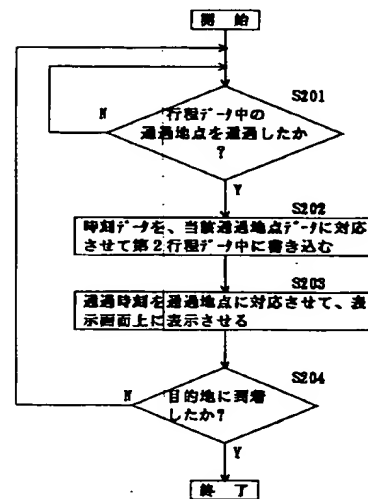 開 始
S201
行程データ中の
通過地点を通過したか
?
N
Y
S202
時刻データを、当該通過地点データに対応
させて第2行程データ中に書き込む
S203
通過時刻を通過地点に対応させて、表
示画面上に表示させる
S204
目的地に到着
したか?
N
Y
終 了